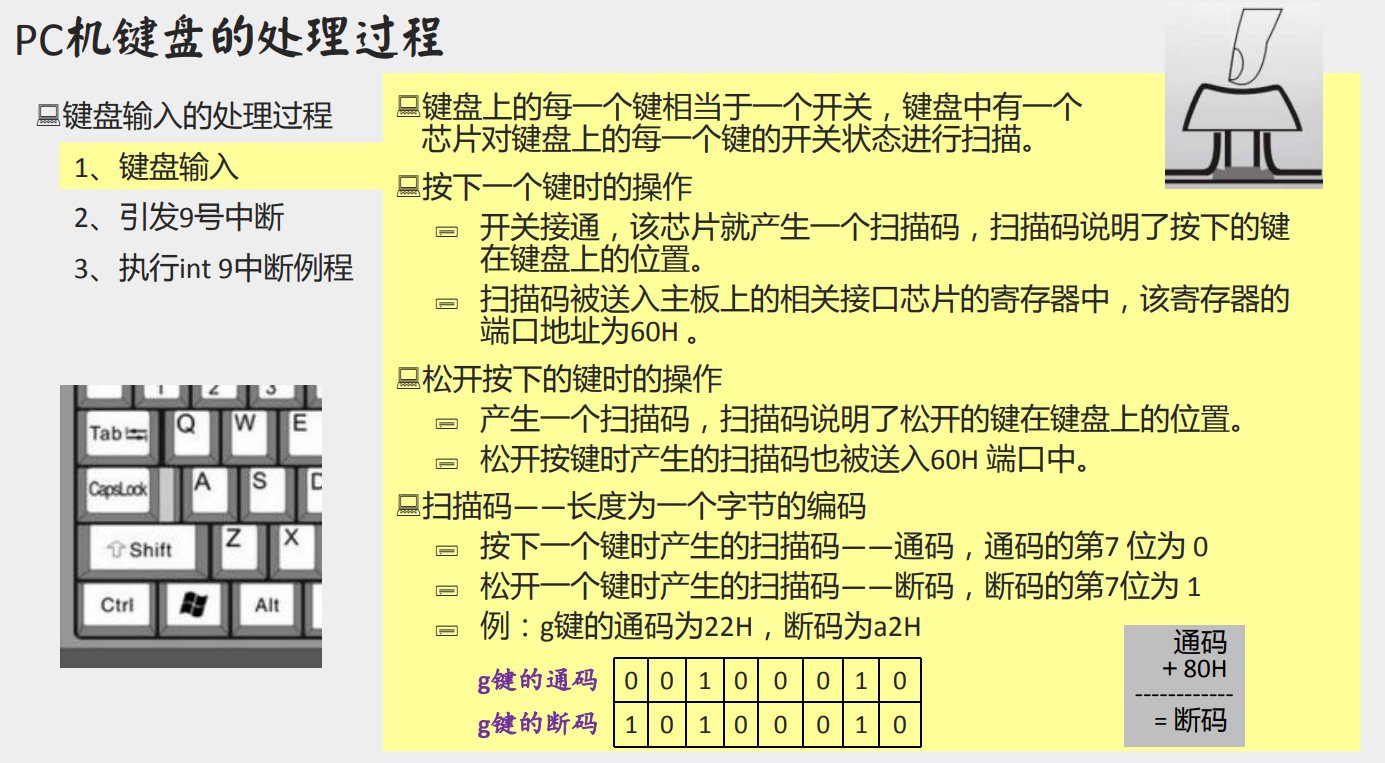 PC机键盘的处理过程
键盘输入的处理过程
1、键盘输入
2、引发9号中断
3、执行int 9中断例程
键盘上的每一个键相当于一个开关，键盘中有一个
芯片对键盘上的每一个键的开关状态进行扫描。
按下一个键时的操作
开关接通，该芯片就产生一个扫描码，扫描码说明了按下的键
在键盘上的位置。
扫描码被送入主板上的相关接口芯片的寄存器中，该寄存器的
端口地址为60H 。
松开按下的键时的操作
产生一个扫描码，扫描码说明了松开的键在键盘上的位置。
松开按键时产生的扫描码也被送入60H 端口中。
扫描码——长度为一个字节的编码
按下一个键时产生的扫描码——通码，通码的第7 位为 0
松开一个键时产生的扫描码——断码，断码的第7位为 1
例：g键的通码为22H，断码为a2H
g键的通码 0 0 1 0 0 0 1 0
g键的断码 1 0 1 0 0 0 1 0
通码
+ 80H
------------
= 断码
1 2 3
Tab Q W E
CapsLock A S D
Shift Z X
Ctrl Alt